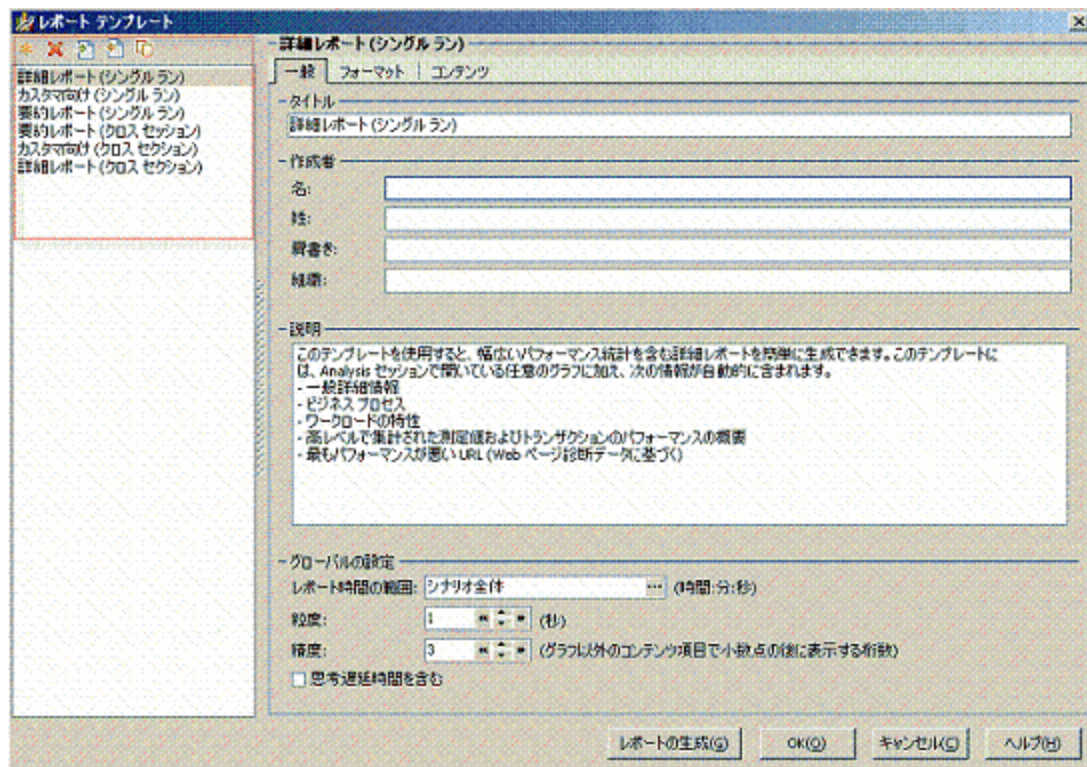 レポート テンプレート
詳細レポート (シングル ラン)
カスタマ向け (シングル ラン)
要約レポート (シングル ラン)
要約レポート (クロス セッション)
カスタマ向け (クロス セクション)
詳細レポート (クロス セクション)
詳細レポート (シングル ラン)
一般 フォーマット コンテンツ
タイトル
詳細レポート (シングル ラン)
作成者
名:
姓:
肩書き:
組織:
説明
このテンプレートを使用すると、幅広いパフォーマンス統計を含む詳細レポートを簡単に生成できます。このテンプレートに
は、Analysis セッションで開いている任意のグラフに加え、次の情報が自動的に含まれます。
- 一般詳細情報
- ビジネス プロセス
- ワークロードの特性
- 高レベルで集計された測定値およびトランザクションのパフォーマンスの概要
- 最もパフォーマンスが悪い URL (Web ページ診断データに基づく)
グローバルの設定
レポート時間の範囲: シナリオ全体 ... (時間:分:秒)
粒度: 1 (秒)
精度: 3 (グラフ以外のコンテンツ項目で小数点の後に表示する桁数)
思考遅延時間を含む
レポートの生成(G) OK(O) キャンセル(C) ヘルプ(H)